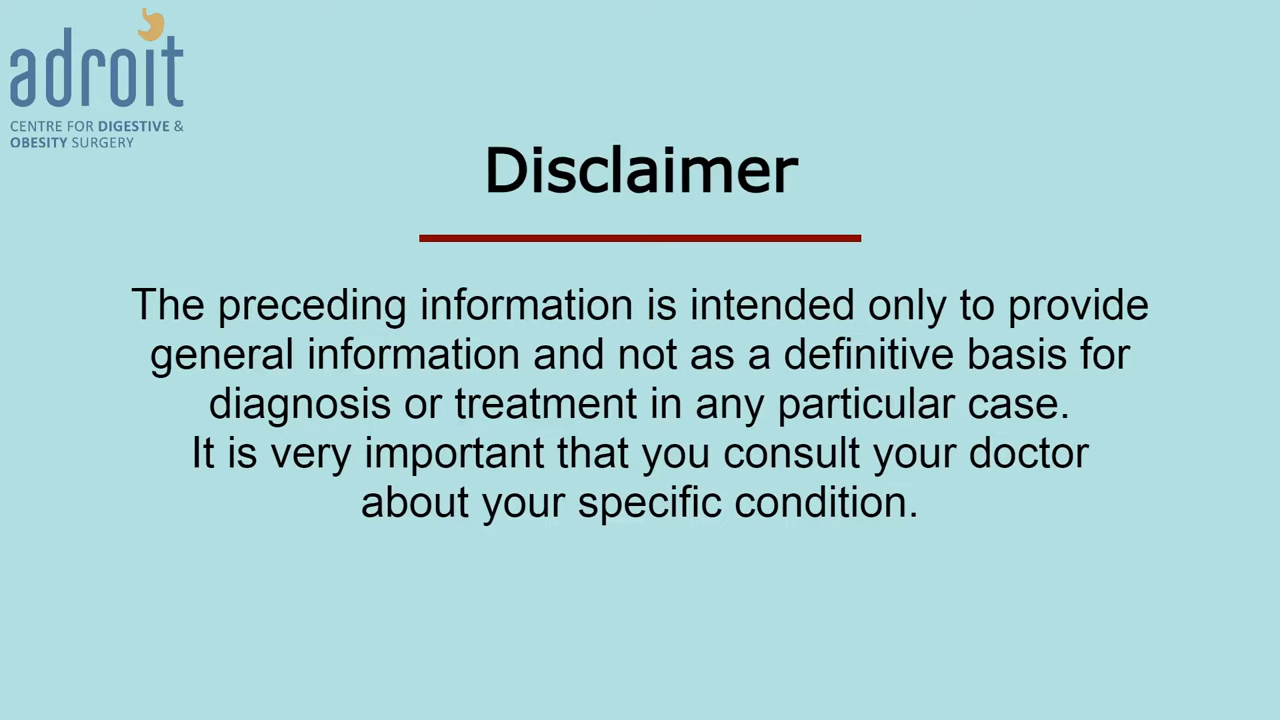 adroit
CENTRE FOR DIGESTIVE &
OBESITY SURGERY
Disclaimer
The preceding information is intended only to provide
general information and not as a definitive basis for
diagnosis or treatment in any particular case.
It is very important that you consult your doctor
about your specific condition.